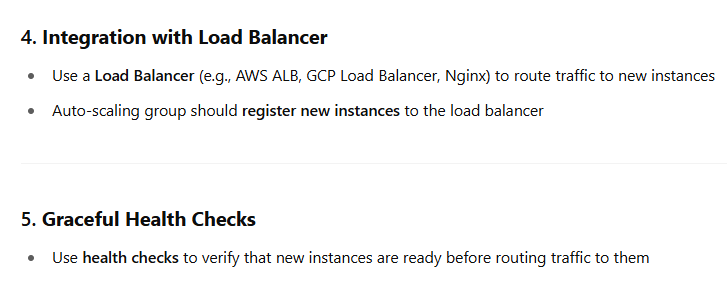 4. Integration with Load Balancer
• Use a Load Balancer (e.g., AWS ALB, GCP Load Balancer, Nginx) to route traffic to new instances
• Auto-scaling group should register new instances to the load balancer
5. Graceful Health Checks
• Use health checks to verify that new instances are ready before routing traffic to them